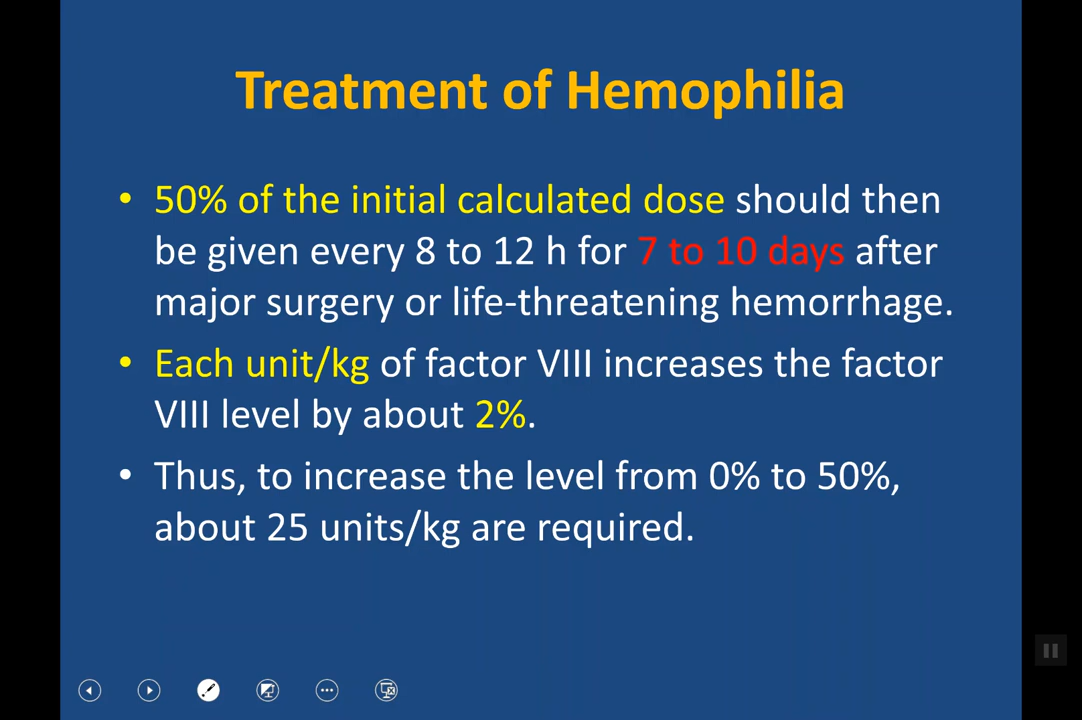 Treatment of Hemophilia
• 50% of the initial calculated dose should then
be given every 8 to 12 h for 7 to 10 days after
major surgery or life-threatening hemorrhage.
• Each unit/kg of factor VIII increases the factor
VIII level by about 2%.
• Thus, to increase the level from 0% to 50%,
about 25 units/kg are required.